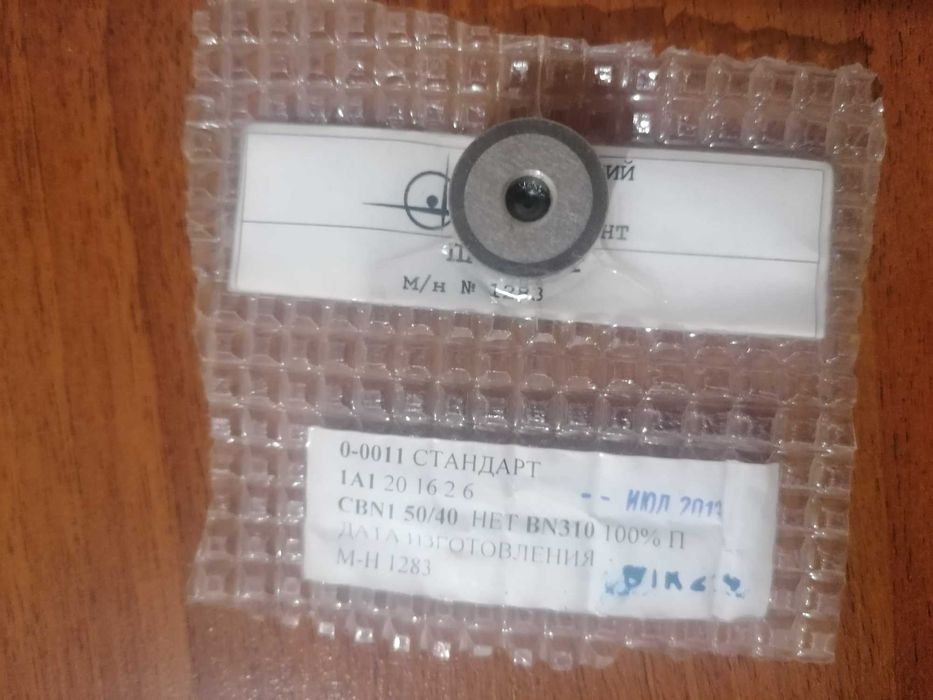 ИЙ
НТ
М/н № 1283
0-0011 СТАНДАРТ
1А1 20 16 2 6
-- ИЮЛ 2013
CBN1 50/40 НЕТ BN310 100% П
ДАТА ИЗГОТОВЛЕНИЯ
М-Н 1283